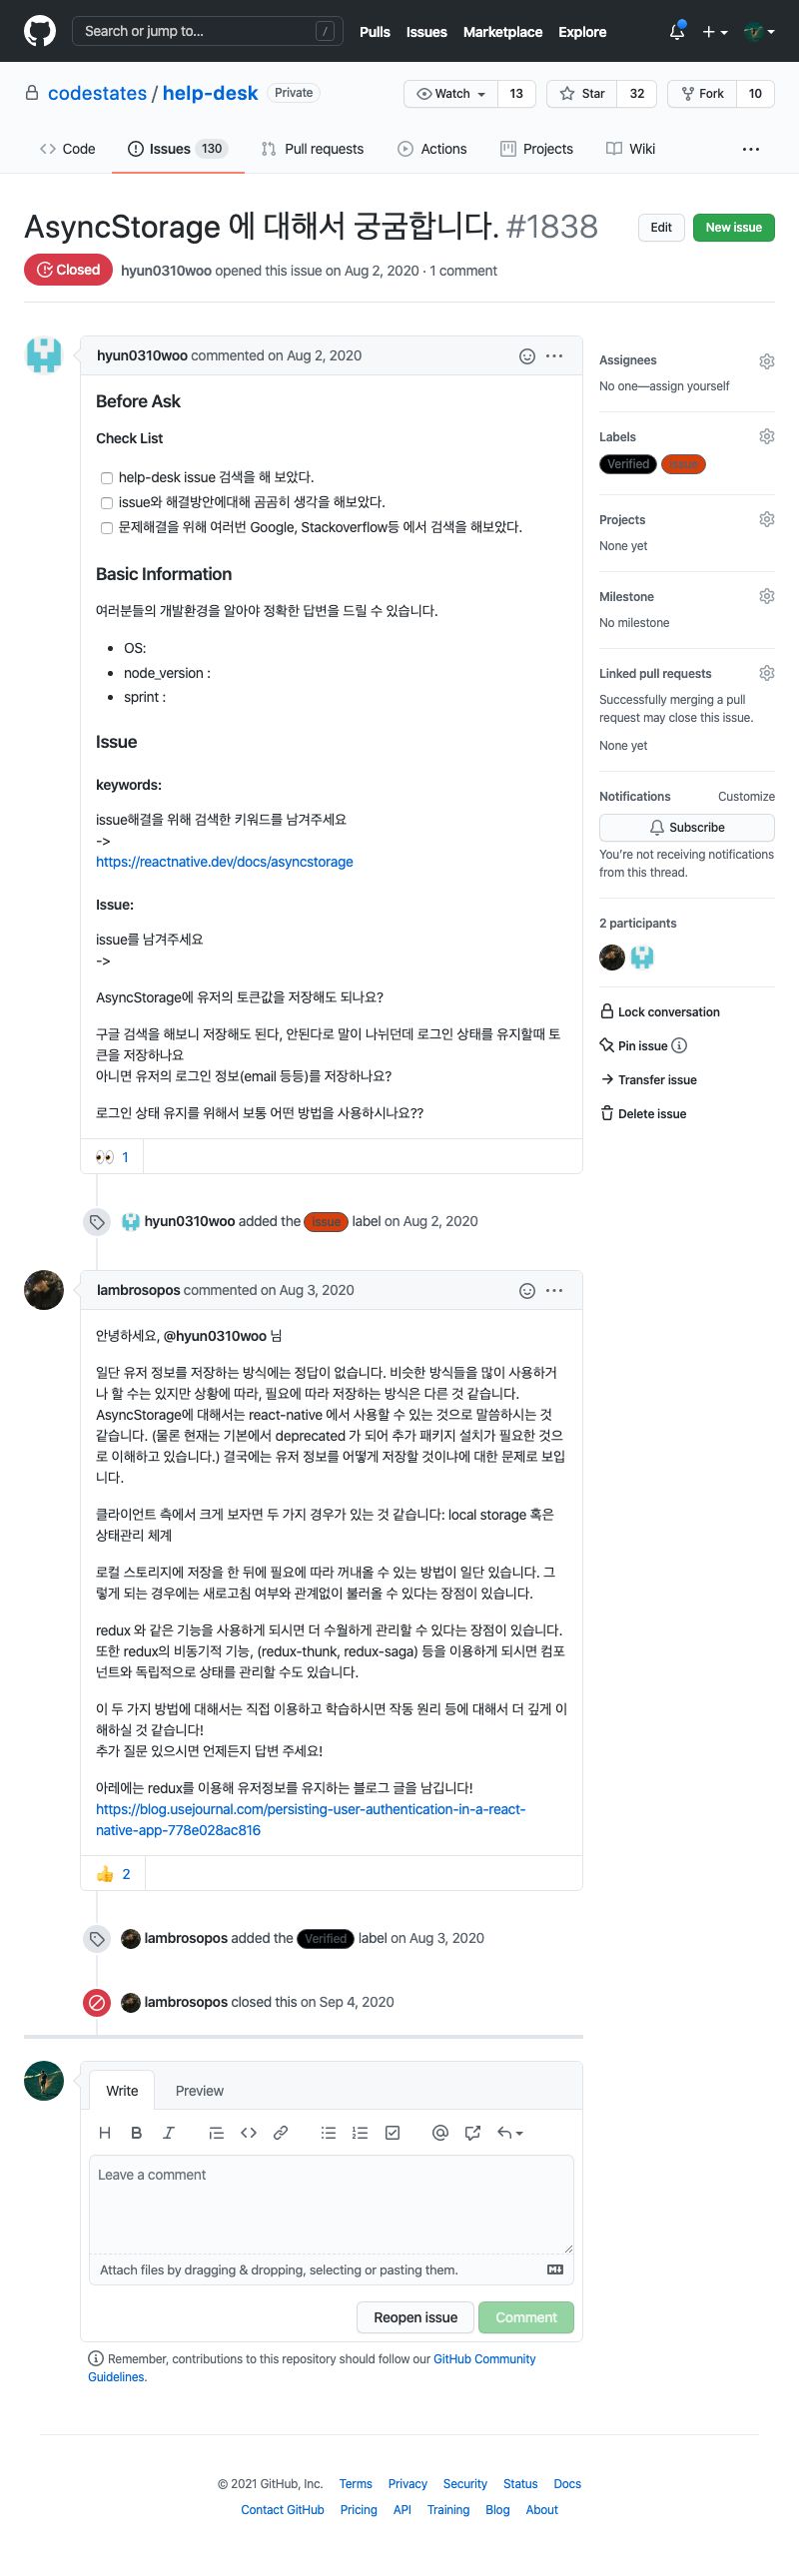 Search or jump to...
/
Pulls Issues Marketplace Explore
codestates / help-desk Private
Watch 13 Star 32 Fork 10
Code Issues 130 Pull requests Actions Projects Wiki
AsyncStorage 에 대해서 궁굼합니다. #1838
Edit New issue
Closed hyun0310woo opened this issue on Aug 2, 2020 · 1 comment
hyun0310woo commented on Aug 2, 2020
Before Ask
Check List
help-desk issue 검색을 해 보았다.
issue와 해결방안에대해 곰곰히 생각을 해보았다.
문제해결을 위해 여러번 Google, Stackoverflow등 에서 검색을 해보았다.
Basic Information
여러분들의 개발환경을 알아야 정확한 답변을 드릴 수 있습니다.
OS:
node_version :
sprint :
Issue
keywords:
issue해결을 위해 검색한 키워드를 남겨주세요
->
https://reactnative.dev/docs/asyncstorage
Issue:
issue를 남겨주세요
->
AsyncStorage에 유저의 토큰값을 저장해도 되나요?
구글 검색을 해보니 저장해도 된다, 안된다로 말이 나뉘던데 로그인 상태를 유지할때 토
큰을 저장하나요
아니면 유저의 로그인 정보(email 등등)를 저장하나요?
로그인 상태 유지를 위해서 보통 어떤 방법을 사용하시나요??
1
Assignees
No one—assign yourself
Labels
Verified issue
Projects
None yet
Milestone
No milestone
Linked pull requests
Successfully merging a pull
request may close this issue.
None yet
Notifications Customize
Subscribe
You're not receiving notifications
from this thread.
2 participants
Lock conversation
Pin issue
Transfer issue
Delete issue
hyun0310woo added the issue label on Aug 2, 2020
lambrosopos commented on Aug 3, 2020
안녕하세요, @hyun0310woo 님
일단 유저 정보를 저장하는 방식에는 정답이 없습니다. 비슷한 방식들을 많이 사용하거
나 할 수는 있지만 상황에 따라, 필요에 따라 저장하는 방식은 다른 것 같습니다.
AsyncStorage에 대해서는 react-native 에서 사용할 수 있는 것으로 말씀하시는 것
같습니다. (물론 현재는 기본에서 deprecated 가 되어 추가 패키지 설치가 필요한 것으
로 이해하고 있습니다.) 결국에는 유저 정보를 어떻게 저장할 것이냐에 대한 문제로 보입
니다.
클라이언트 측에서 크게 보자면 두 가지 경우가 있는 것 같습니다: local storage 혹은
상태관리 체계
로컬 스토리지에 저장을 한 뒤에 필요에 따라 꺼내올 수 있는 방법이 일단 있습니다. 그
렇게 되는 경우에는 새로고침 여부와 관계없이 불러올 수 있다는 장점이 있습니다.
redux 와 같은 기능을 사용하게 되시면 더 수월하게 관리할 수 있다는 장점이 있습니다.
또한 redux의 비동기적 기능, (redux-thunk, redux-saga) 등을 이용하게 되시면 컴포
넌트와 독립적으로 상태를 관리할 수도 있습니다.
이 두 가지 방법에 대해서는 직접 이용하고 학습하시면 작동 원리 등에 대해서 더 깊게 이
해하실 것 같습니다!
추가 질문 있으시면 언제든지 답변 주세요!
아레에는 redux를 이용해 유저정보를 유지하는 블로그 글을 남깁니다!
https://blog.usejournal.com/persisting-user-authentication-in-a-react-
native-app-778e028ac816
2
lambrosopos added the Verified label on Aug 3, 2020
lambrosopos closed this on Sep 4, 2020
Write Preview
Leave a comment
Attach files by dragging & dropping, selecting or pasting them.
Reopen issue Comment
Remember, contributions to this repository should follow our GitHub Community
Guidelines.
© 2021 GitHub, Inc. Terms Privacy Security Status Docs
Contact GitHub Pricing API Training Blog About